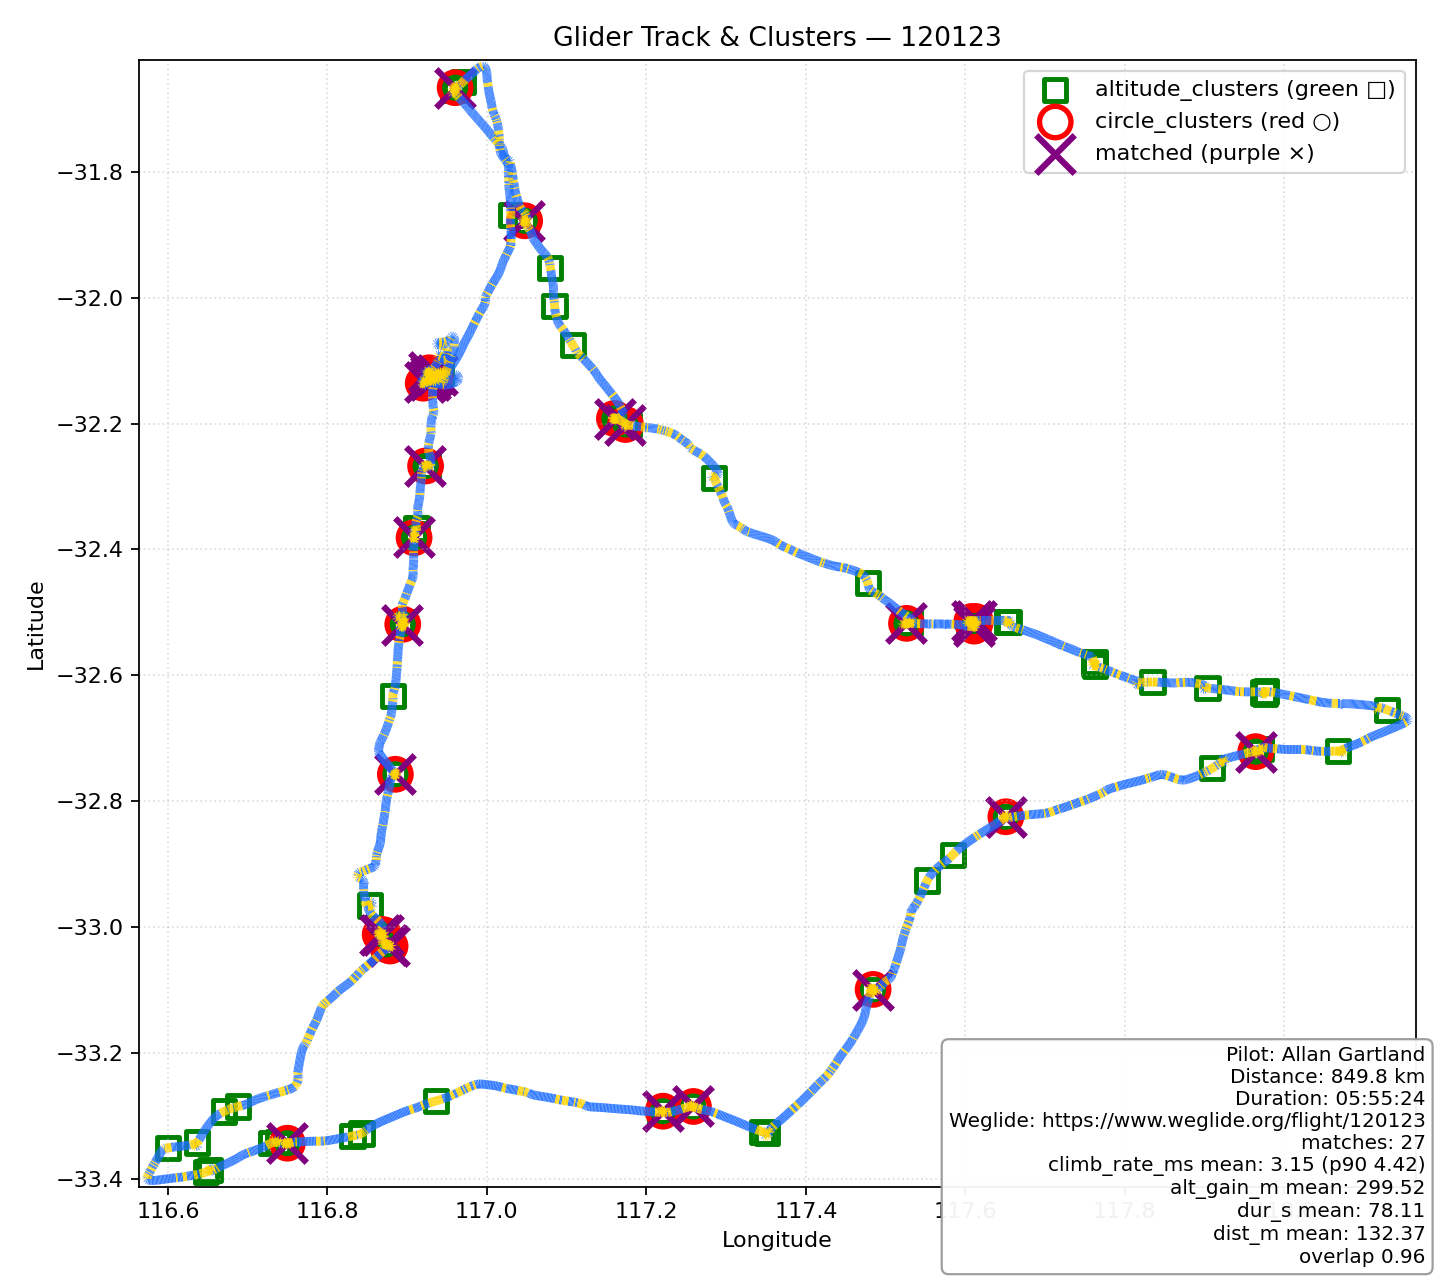 Glider Track & Clusters — 120123
altitude_clusters (green □)
circle_clusters (red ○)
matched (purple ×)
Latitude
−31.8
−32.0
−32.2
−32.4
−32.6
−32.8
−33.0
−33.2
−33.4
116.6 116.8 117.0 117.2 117.4 117.6 117.8
Longitude
Pilot: Allan Gartland
Distance: 849.8 km
Duration: 05:55:24
Weglide: https://www.weglide.org/flight/120123
matches: 27
climb_rate_ms mean: 3.15 (p90 4.42)
alt_gain_m mean: 299.52
dur_s mean: 78.11
dist_m mean: 132.37
overlap 0.96